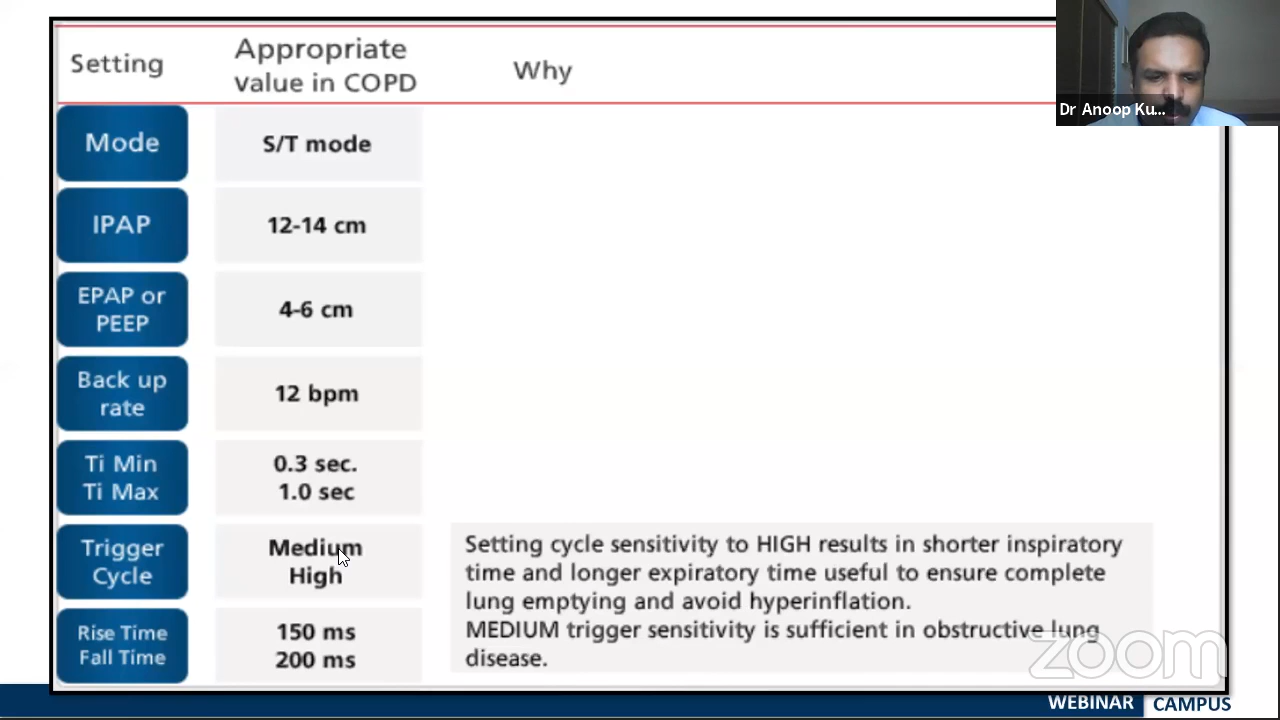 Setting
Appropriate
value in COPD
Why
Dr Anoop Ku...
Mode
S/T mode
IPAP
12-14 cm
EPAP or
PEEP
4-6 cm
Back up
rate
12 bpm
Ti Min
Ti Max
0.3 sec.
1.0 sec
Trigger
Cycle
Medium
High
Setting cycle sensitivity to HIGH results in shorter inspiratory
time and longer expiratory time useful to ensure complete
lung emptying and avoid hyperinflation.
MEDIUM trigger sensitivity is sufficient in obstructive lung
disease.
Rise Time
Fall Time
150 ms
200 ms
zoom
WEBINAR CAMPUS